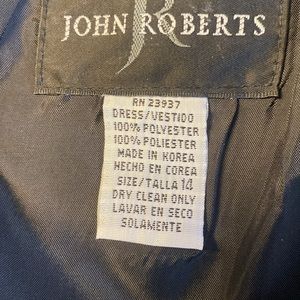 JOHN ROBERTS
RN 23937
DRESS/VESTIDO
100% POLYESTER
100% POLIESTER
MADE IN KOREA
HECHO EN COREA
SIZE/TALLA 14
DRY CLEAN ONLY
LAVAR EN SECO
SOLAMENTE